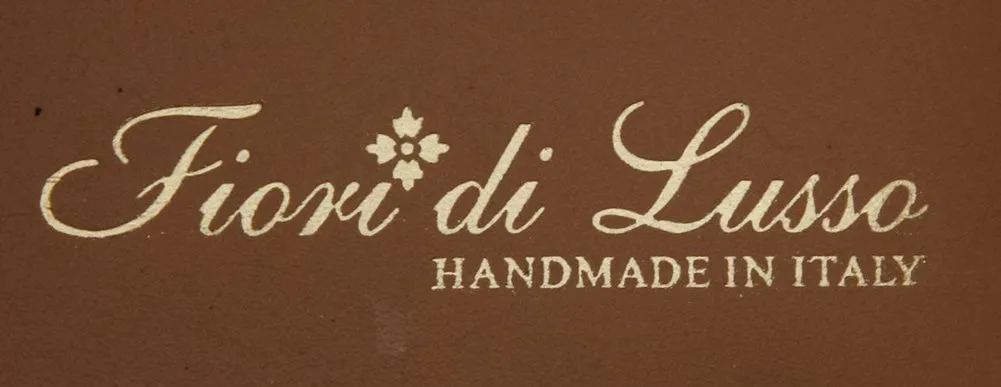 Fiori di Lusso
HANDMADE IN ITALY